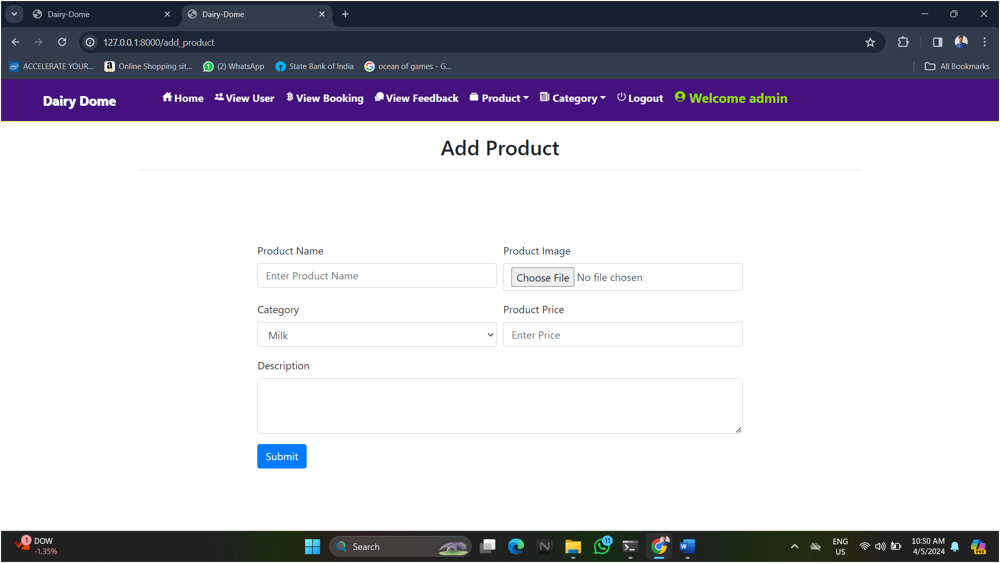 Dairy-Dome
Dairy-Dome
127.0.0.1:8000/add_product
ACCELERATE YOUR...
Online Shopping sit...
(2) WhatsApp
State Bank of India
ocean of games - G...
All Bookmarks
Dairy Dome
Home
View User
View Booking
View Feedback
Product
Category
Logout
Welcome admin
Add Product
Product Name
Product Image
Enter Product Name
Choose File No file chosen
Category
Product Price
Milk
Enter Price
Description
Submit
1
DOW
-1.35%
Search
11
ENG
US
10:50 AM
4/5/2024
PRE